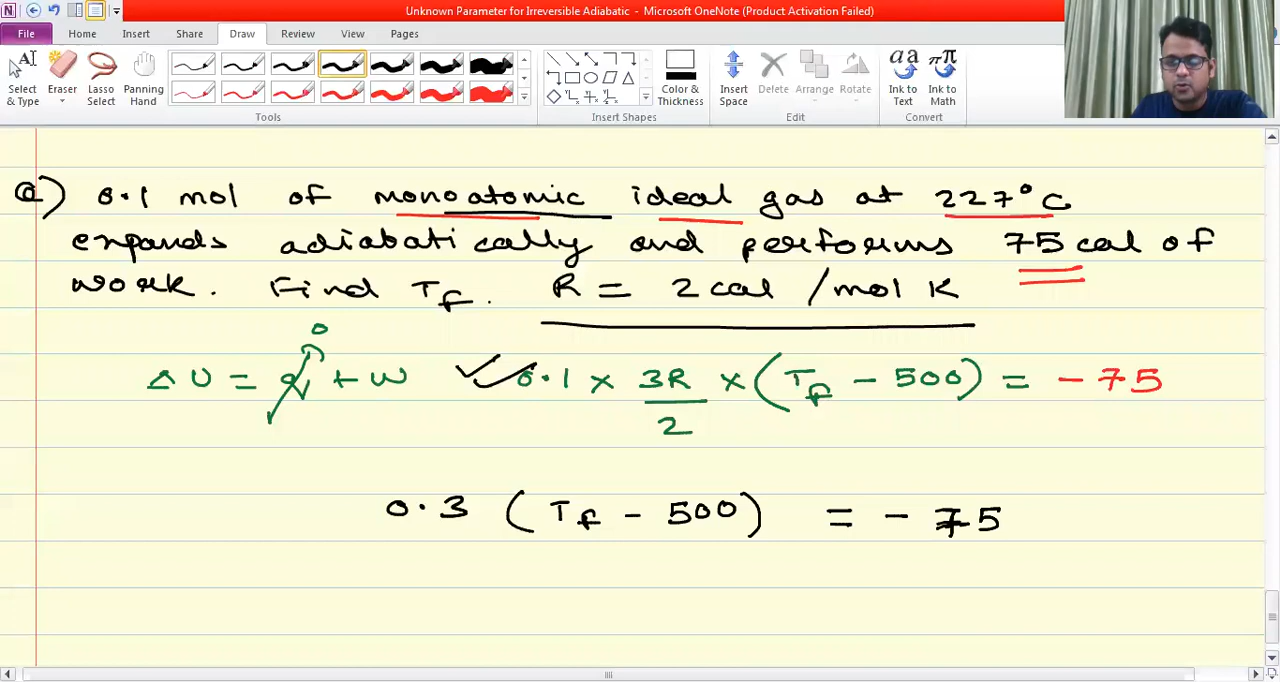 Unknown Parameter for Irreversible Adiabatic - Microsoft OneNote (Product Activation Failed)
File Home Insert Share Draw Review View Pages
Select & Type Eraser Lasso Select Panning Hand Color & Thickness Insert Space Delete Arrange Rotate Ink to Text Ink to Math
Tools Insert Shapes Edit Convert
Q) 0.1 mol of monoatomic ideal gas at 227°C
expands adiabatically and performs 75 cal of
work. Find Tf. R = 2 cal /mol K
0
ΔU = q + W ✓ 0.1 × 3R/2 × (Tf - 500) = -75
0.3 (Tf - 500) = - 75